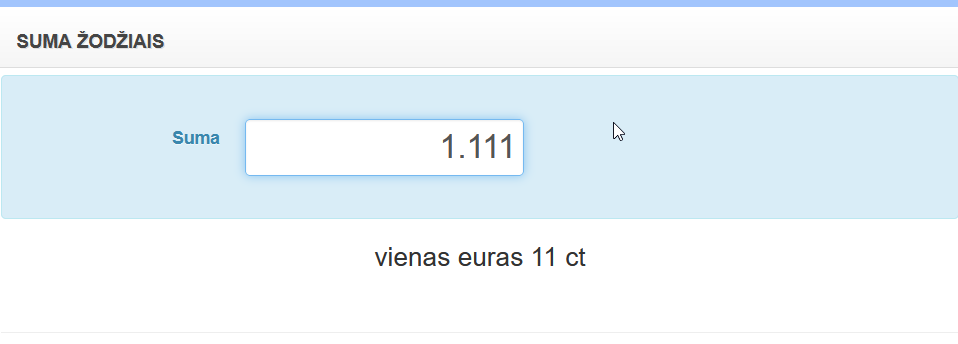 SUMA ŽODŽIAIS
Suma
1.111
vienas euras 11 ct